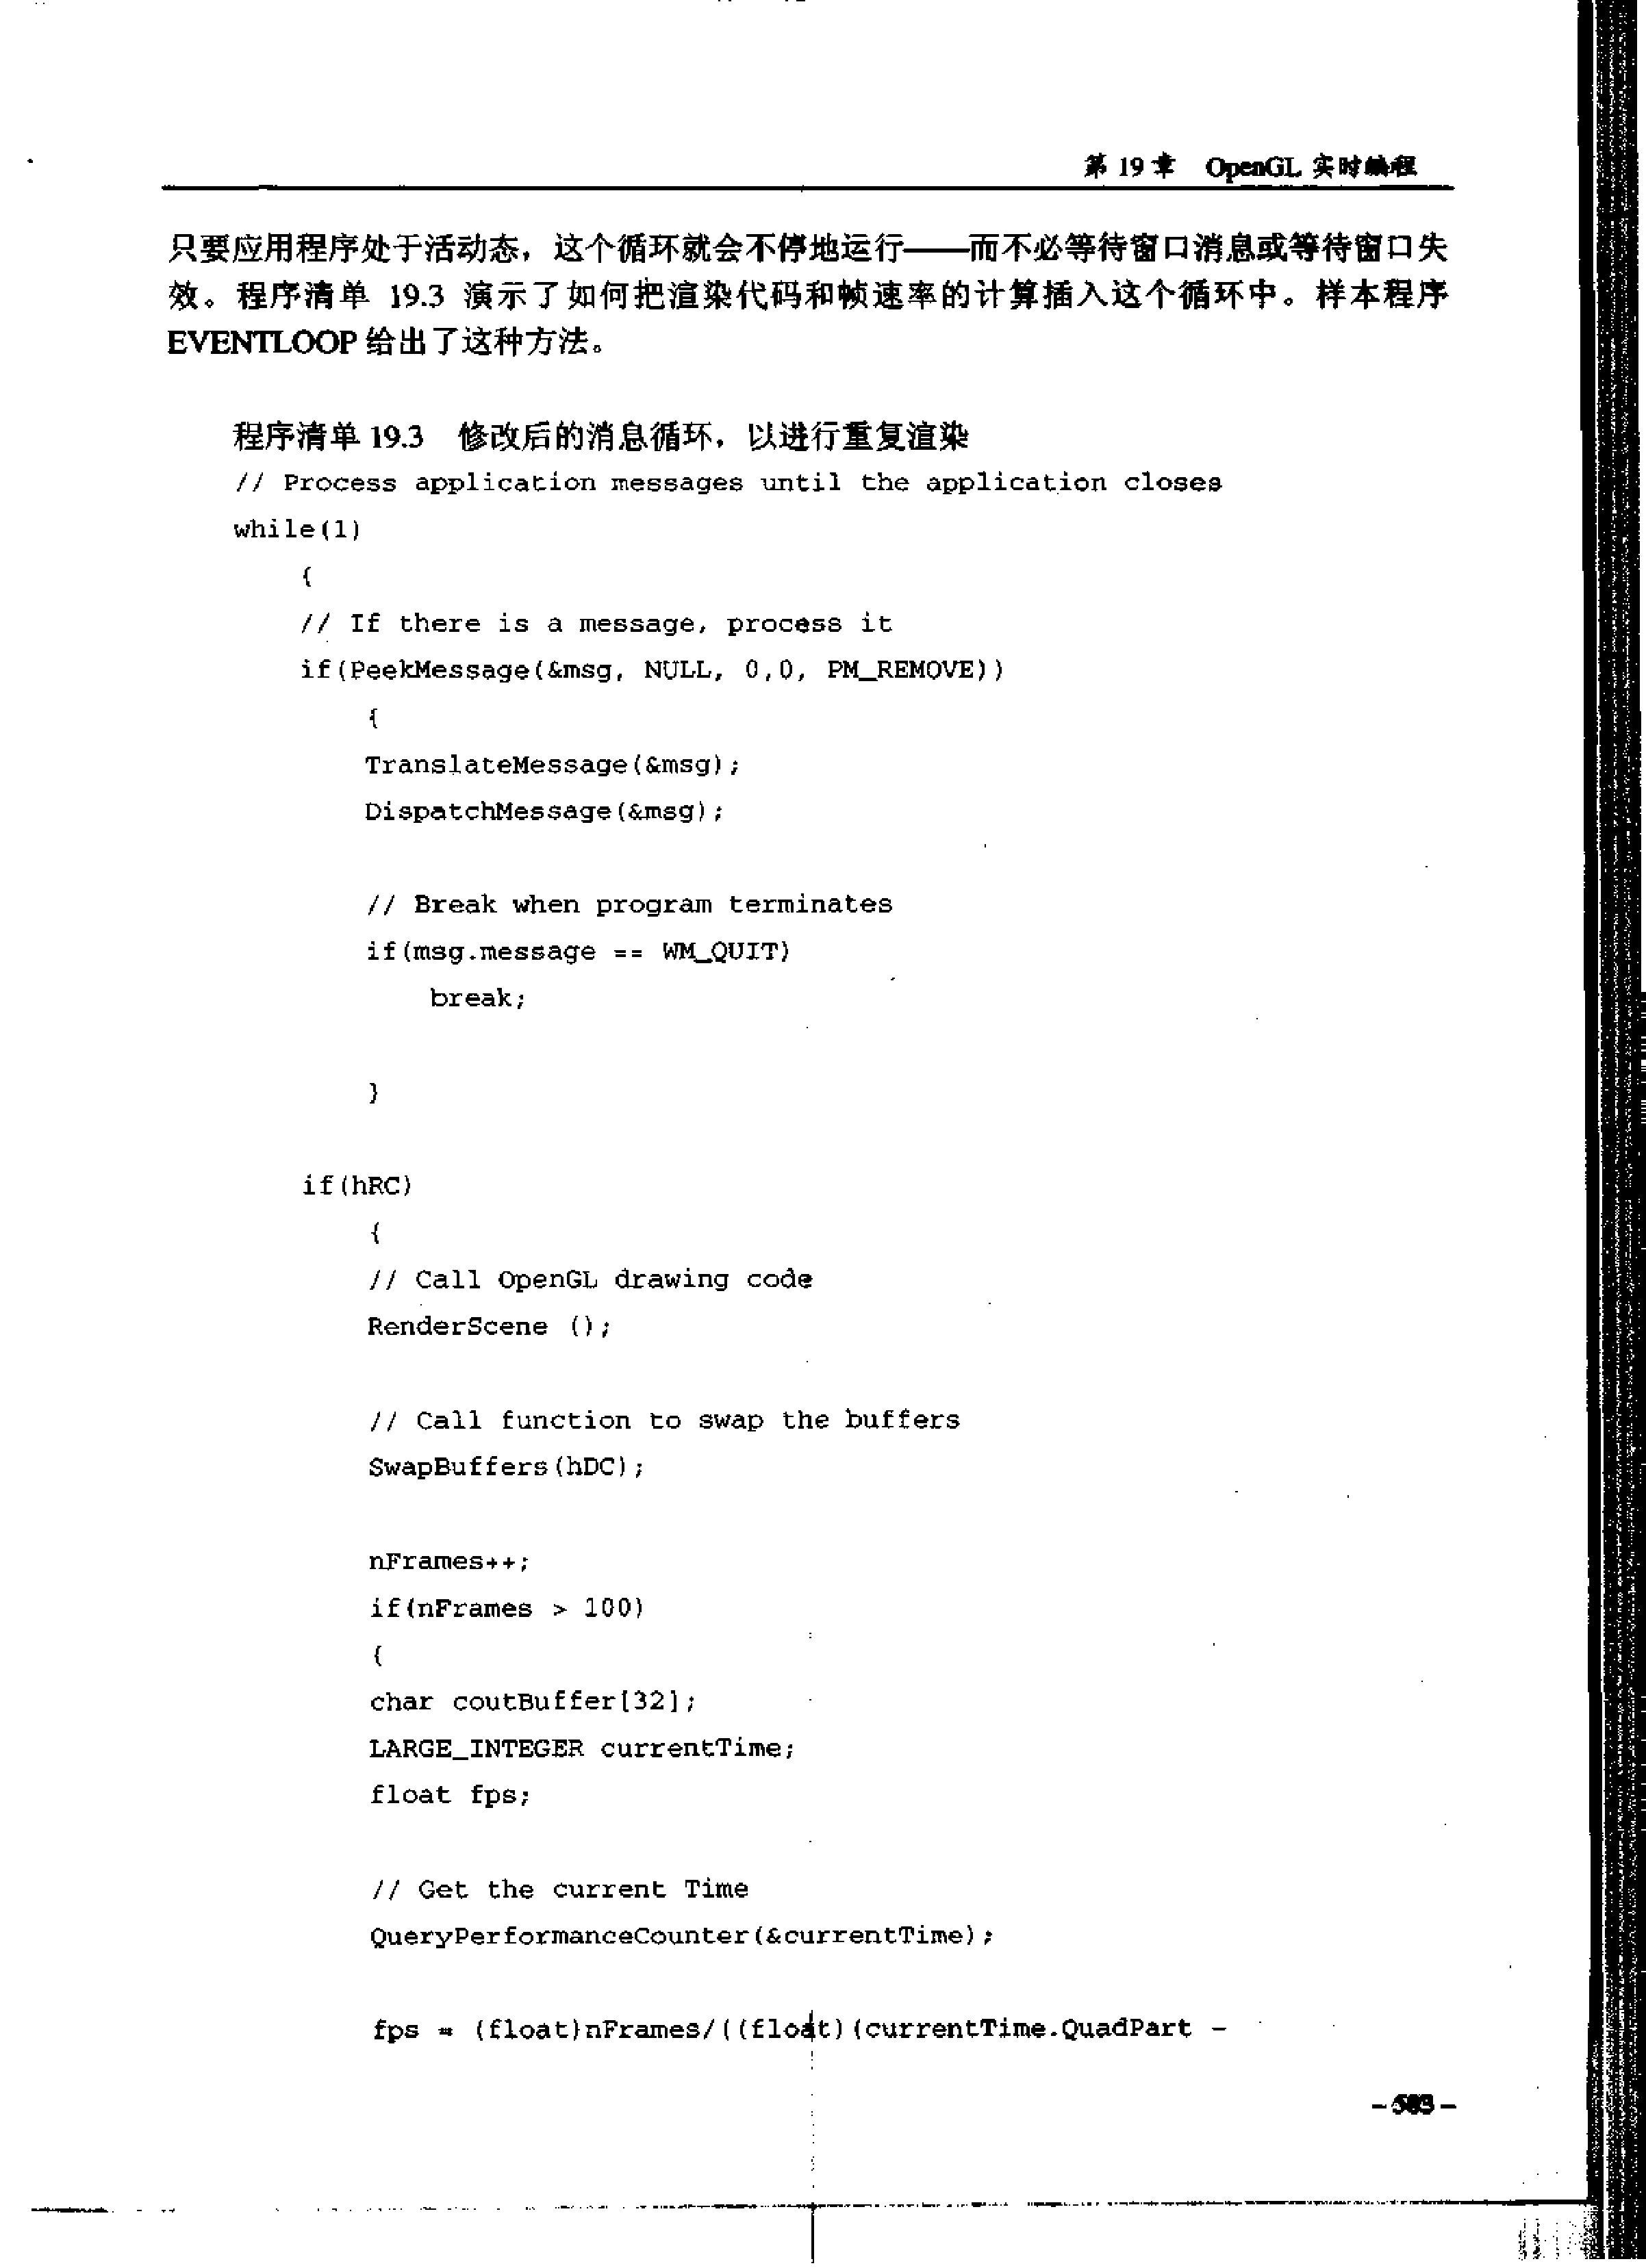 第 19 章 OpenGL 实时编程
只要应用程序处于活动态，这个循环就会不停地运行——而不必等待窗口消息或等待窗口失
效。程序清单 19.3 演示了如何把渲染代码和帧速率的计算插入这个循环中。样本程序
EVENTLOOP 给出了这种方法。
程序清单 19.3 修改后的消息循环，以进行重复渲染
// Process application messages until the application closes
while(1)
{
// If there is a message, process it
if(PeekMessage(&msg, NULL, 0,0, PM_REMOVE))
{
TranslateMessage(&msg);
DispatchMessage(&msg);
// Break when program terminates
if(msg.message == WM_QUIT)
break;
}
if(hRC)
{
// Call OpenGL drawing code
RenderScene ();
// Call function to swap the buffers
SwapBuffers(hDC);
nFrames++;
if(nFrames > 100)
{
char coutBuffer[32];
LARGE_INTEGER currentTime;
float fps;
// Get the current Time
QueryPerformanceCounter(&currentTime);
fps = (float)nFrames/((float)(currentTime.QuadPart -